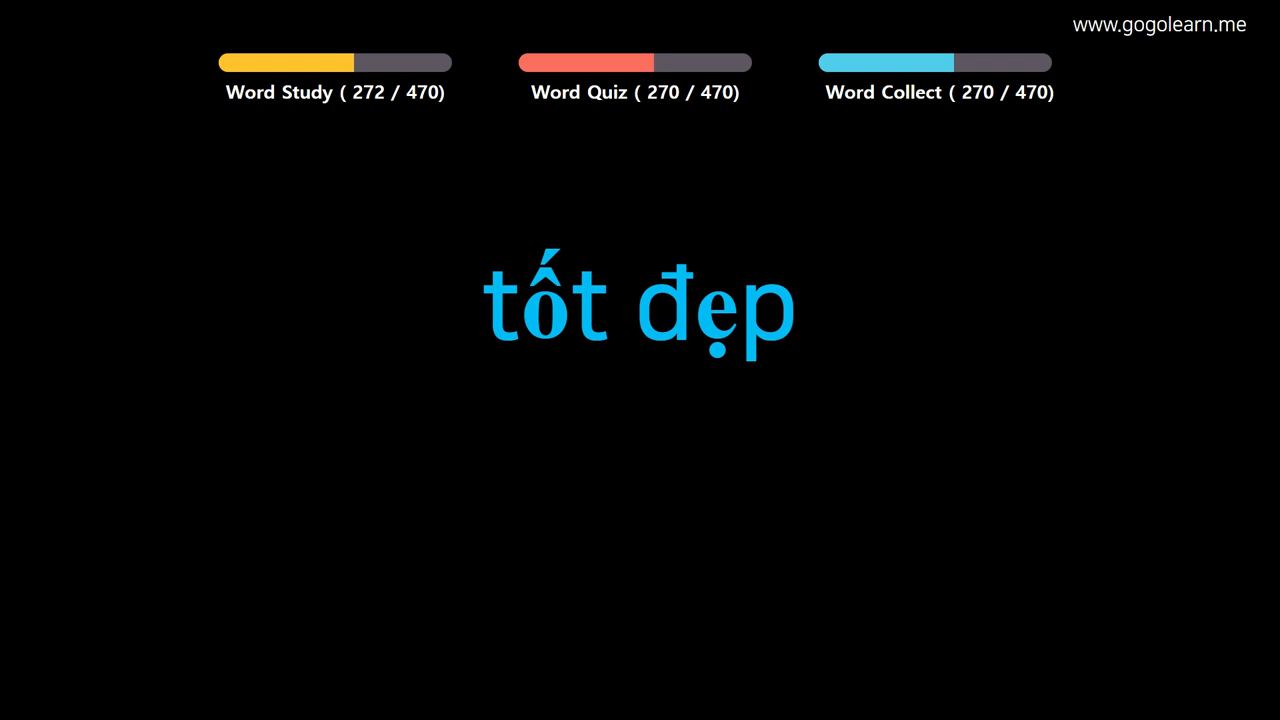 www.gogolearn.me
Word Study ( 272 / 470)
Word Quiz ( 270 / 470)
Word Collect ( 270 / 470)
tốt đẹp